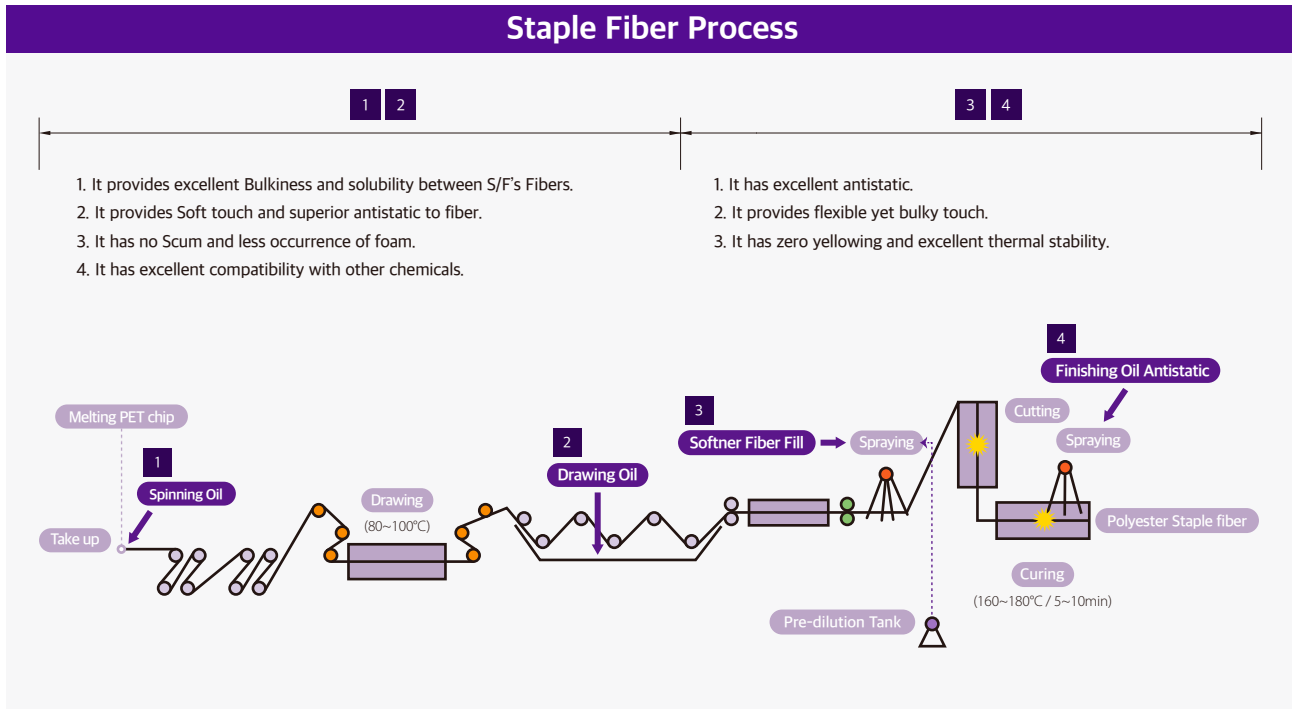 Staple Fiber Process
1 2
3 4
1. It provides excellent Bulkiness and solubility between S/F's Fibers.
2. It provides Soft touch and superior antistatic to fiber.
3. It has no Scum and less occurrence of foam.
4. It has excellent compatibility with other chemicals.
1. It has excellent antistatic.
2. It provides flexible yet bulky touch.
3. It has zero yellowing and excellent thermal stability.
Melting PET chip
1
Spinning Oil
Take up
Drawing
(80~100°C)
2
Drawing Oil
3
Softner Fiber Fill
Spraying
Pre-dilution Tank
4
Finishing Oil Antistatic
Cutting
Spraying
Polyester Staple fiber
Curing
(160~180°C / 5~10min)